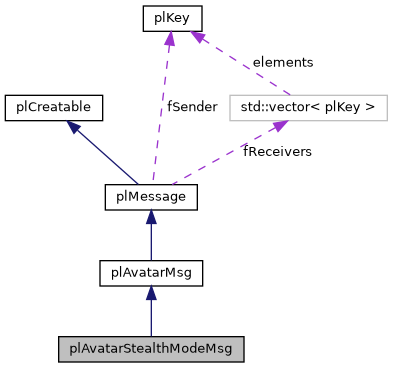 plKey
elements
plCreatable
fSender
std::vector< plKey >
fReceivers
plMessage
plAvatarMsg
plAvatarStealthModeMsg